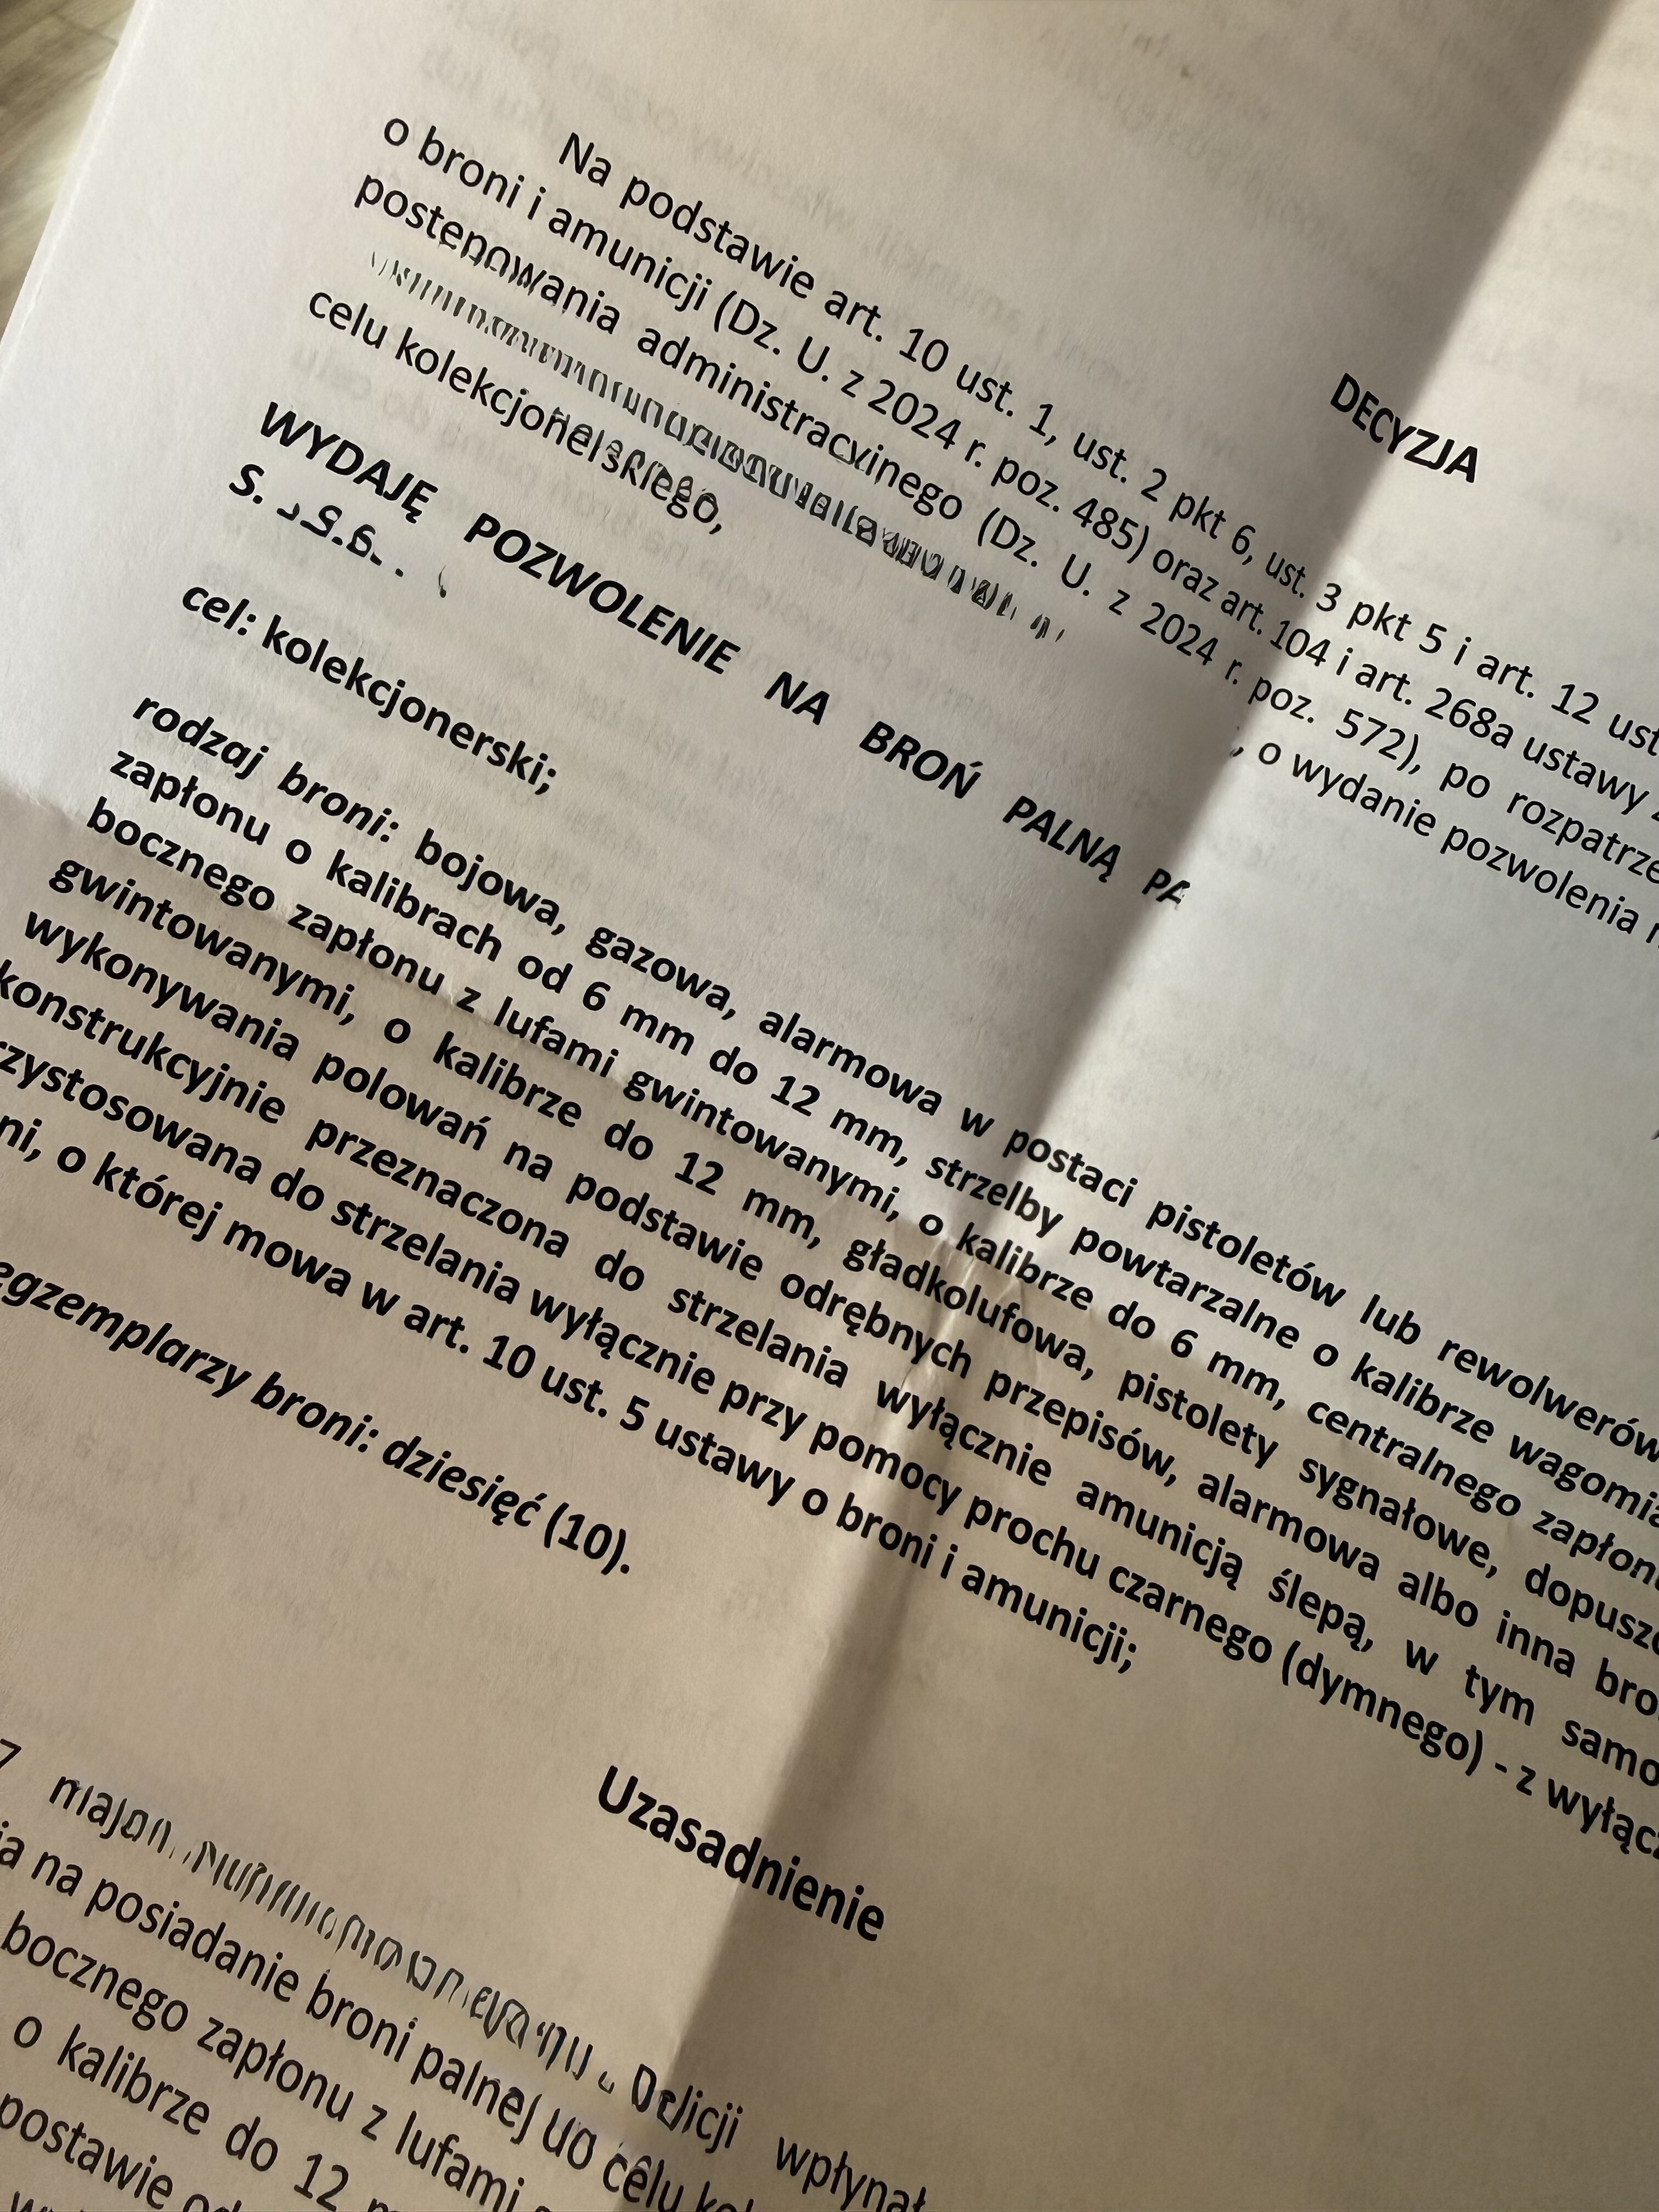 DECYZJA
Na podstawie art. 10 ust. 1, ust. 2 pkt 6, ust. 3 pkt 5 i art. 12 ust
o broni i amunicji (Dz. U. z 2024 r. poz. 485) oraz art. 104 i art. 268a ustawy
postępowania administracyjnego (Dz. U. z 2024 r. poz. 572), po rozpatrze
, o wydanie pozwolenia
celu kolekcjonerskiego,
WYDAJĘ POZWOLENIE NA BROŃ PALNĄ PA
S.
cel: kolekcjonerski;
rodzaj broni: bojowa, gazowa, alarmowa w postaci pistoletów lub rewolwerów
zapłonu o kalibrach od 6 mm do 12 mm, strzelby powtarzalne o kalibrze wagomia
bocznego zapłonu z lufami gwintowanymi, o kalibrze do 6 mm, centralnego zapłonu
gwintowanymi, o kalibrze do 12 mm, gładkolufowa, pistolety sygnałowe, dopuszc
wykonywania polowań na podstawie odrębnych przepisów, alarmowa albo inna bro
konstrukcyjnie przeznaczona do strzelania wyłącznie amunicją ślepą, w tym samo
rzystosowana do strzelania wyłącznie przy pomocy prochu czarnego (dymnego) - z wyłącz
ni, o której mowa w art. 10 ust. 5 ustawy o broni i amunicji;
egzemplarzy broni: dziesięć (10).
Uzasadnienie
7 Policji wpłynął
ia na posiadanie broni palnej do celu kol
bocznego zapłonu z lufami
o kalibrze do 12
postawie